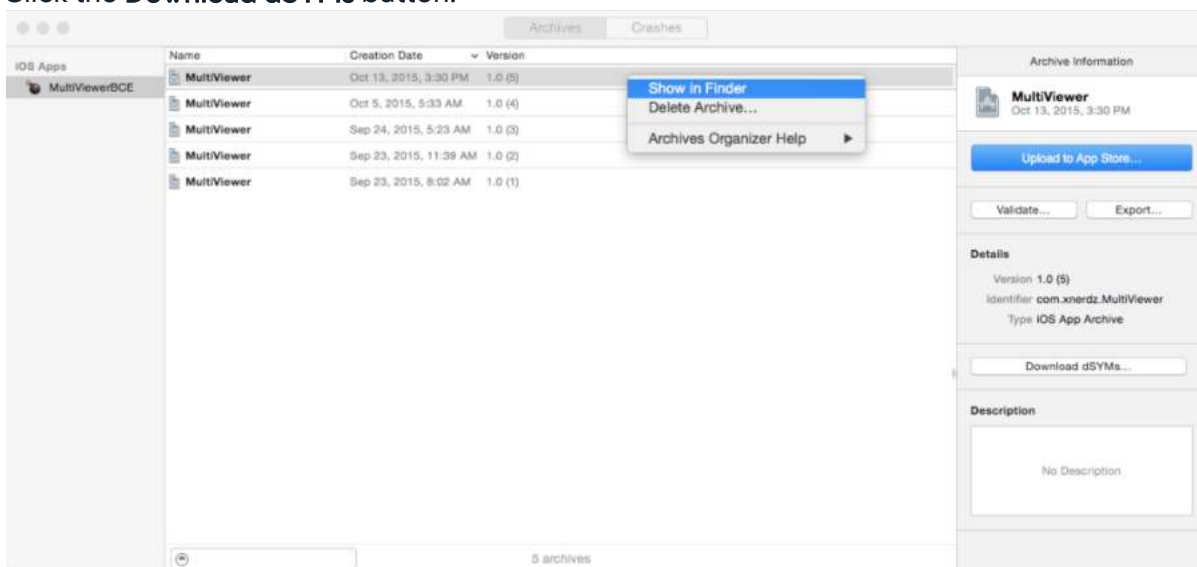 Click the Download dSYMs button.
Archives Crashes
iOS Apps
MultiViewerBCE
Name Creation Date Version
MultiViewer Oct 13, 2015, 3:30 PM 1.0 (5)
MultiViewer Oct 5, 2015, 5:33 AM 1.0 (4)
MultiViewer Sep 24, 2015, 5:23 AM 1.0 (3)
MultiViewer Sep 23, 2015, 11:39 AM 1.0 (2)
MultiViewer Sep 23, 2015, 8:02 AM 1.0 (1)
Show in Finder
Delete Archive...
Archives Organizer Help
5 archives
Archive Information
MultiViewer
Oct 13, 2015, 3:30 PM
Upload to App Store...
Validate... Export...
Details
Version 1.0 (5)
Identifier com.xnerdz.MultiViewer
Type iOS App Archive
Download dSYMs...
Description
No Description